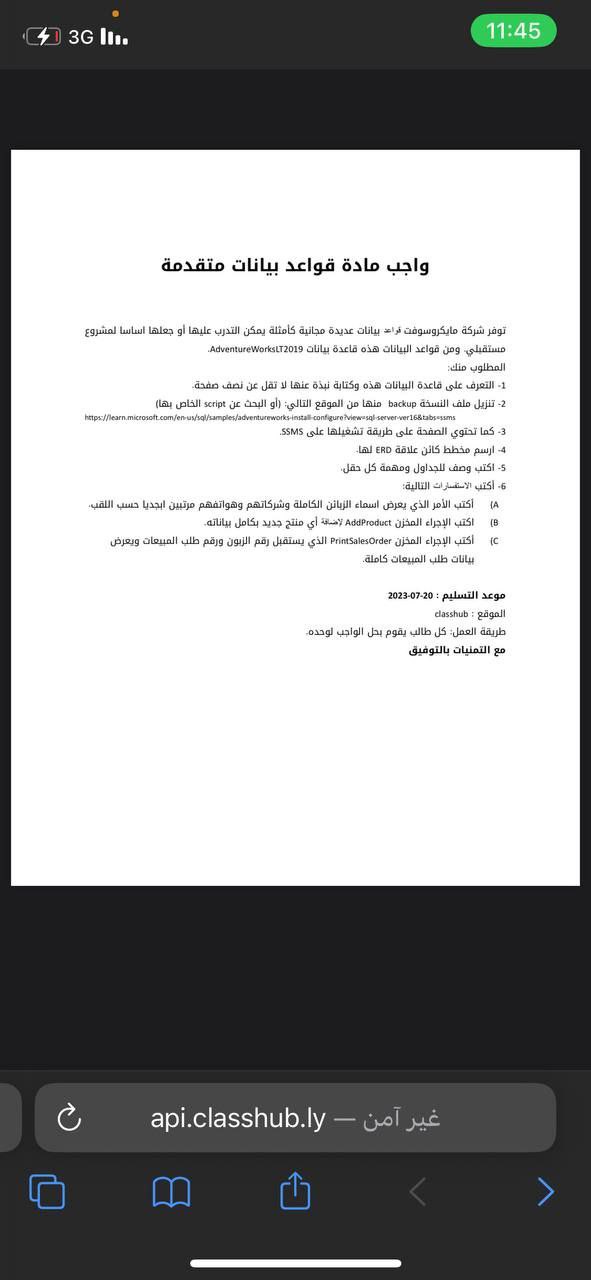 3G
11:45
واجب مادة قواعد بيانات متقدمة
توفر شركة مايكروسوفت قواعد بيانات عديدة مجانية كأمثلة يمكن التدرب عليها أو جعلها اساسا لمشروع
مستقبلي. ومن قواعد البيانات هذه قاعدة بيانات AdventureWorksLT2019.
المطلوب منك:
1- التعرف على قاعدة البيانات هذه وكتابة نبذة عنها لا تقل عن نصف صفحة.
2- تنزيل ملف النسخة backup منها من الموقع التالي: (أو البحث عن script الخاص بها)
https://learn.microsoft.com/en-us/sql/samples/adventureworks-install-configure?view=sql-server-ver16&tabs=ssms
3- كما تحتوي الصفحة على طريقة تشغيلها على SSMS.
4- ارسم مخطط كائن علاقة ERD لها.
5- اكتب وصف للجداول ومهمة كل حقل.
6- أكتب الاستفسارات التالية:
A) أكتب الأمر الذي يعرض اسماء الزبائن الكاملة وشركاتهم وهواتفهم مرتبين ابجديا حسب اللقب.
B) اكتب الإجراء المخزن AddProduct لإضافة أي منتج جديد بكامل بياناته.
C) أكتب الإجراء المخزن PrintSalesOrder الذي يستقبل رقم الزبون ورقم طلب المبيعات ويعرض
بيانات طلب المبيعات كاملة.
موعد التسليم : 20-07-2023
الموقع : classhub
طريقة العمل: كل طالب يقوم بحل الواجب لوحده.
مع التمنيات بالتوفيق
api.classhub.ly — غير آمن